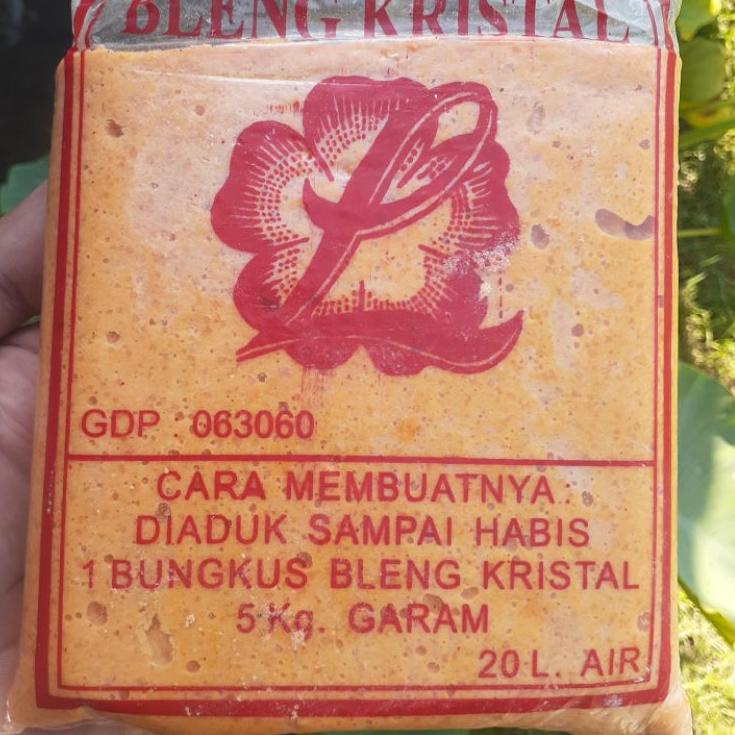 BLENG KRISTAL
GDP 063060
CARA MEMBUATNYA :
DIADUK SAMPAI HABIS
1 BUNGKUS BLENG KRISTAL
5 Kg. GARAM
20 L. AIR